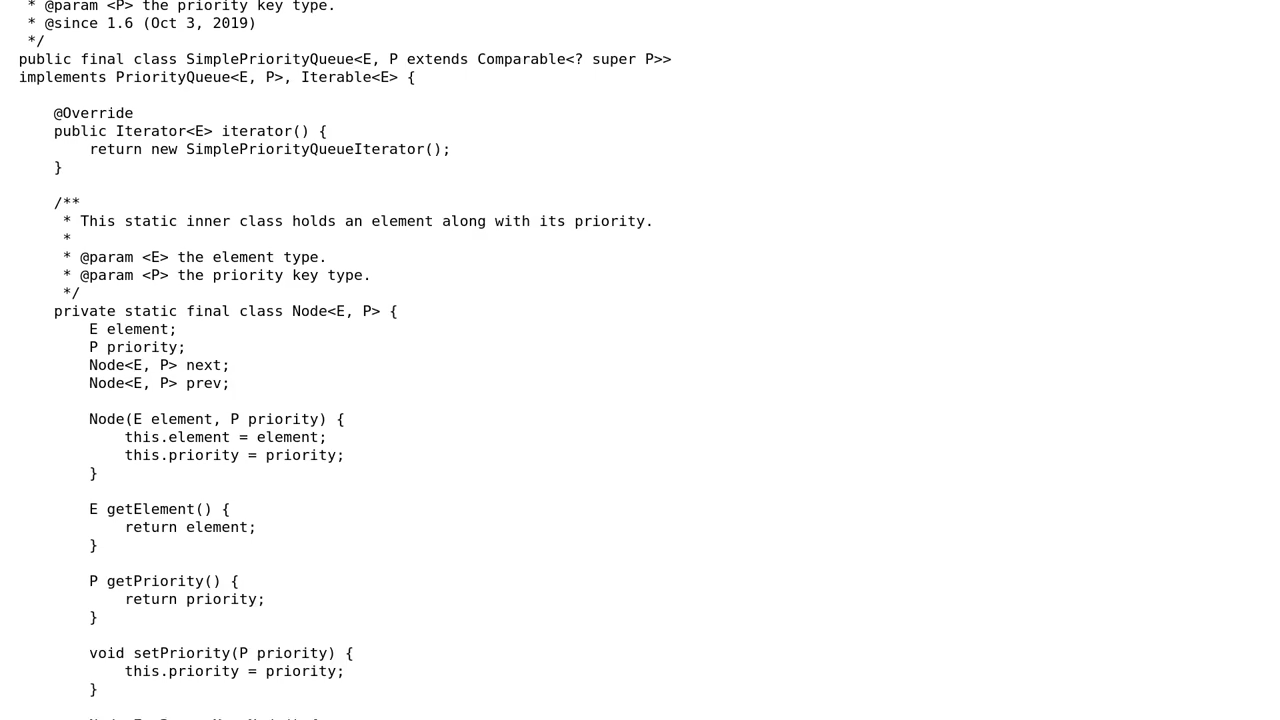 * @param <P> the priority key type.
 * @since 1.6 (Oct 3, 2019)
 */
public final class SimplePriorityQueue<E, P extends Comparable<? super P>>
implements PriorityQueue<E, P>, Iterable<E> {

    @Override
    public Iterator<E> iterator() {
        return new SimplePriorityQueueIterator();
    }

    /**
     * This static inner class holds an element along with its priority.
     *
     * @param <E> the element type.
     * @param <P> the priority key type.
     */
    private static final class Node<E, P> {
        E element;
        P priority;
        Node<E, P> next;
        Node<E, P> prev;

        Node(E element, P priority) {
            this.element = element;
            this.priority = priority;
        }

        E getElement() {
            return element;
        }

        P getPriority() {
            return priority;
        }

        void setPriority(P priority) {
            this.priority = priority;
        }